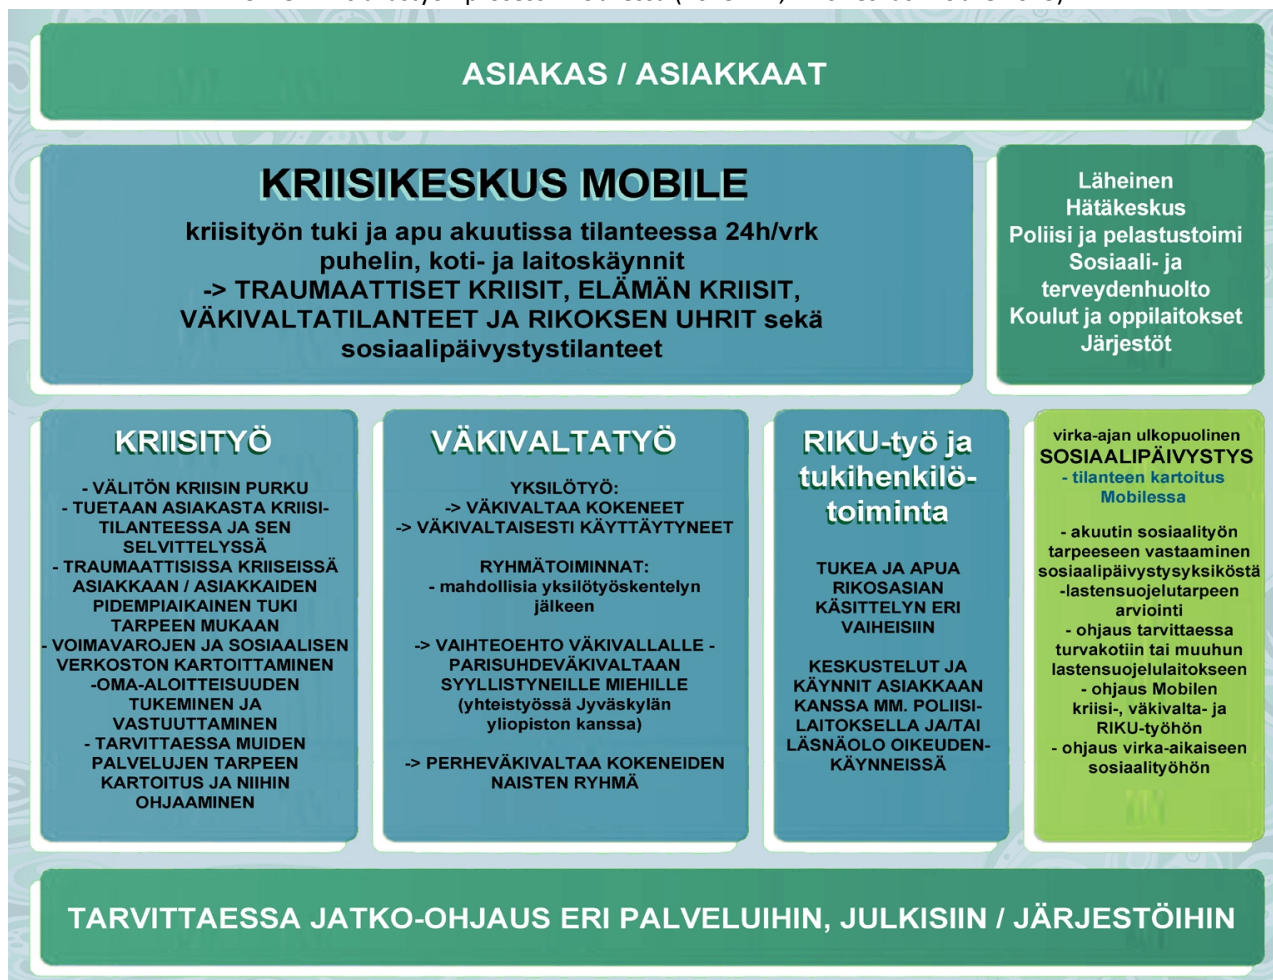 ASIAKAS / ASIAKKAAT
KRIISIKESKUS MOBILE
kriisityön tuki ja apu akuutissa tilanteessa 24h/vrk
puhelin, koti- ja laitoskäynnit
-> TRAUMAATTISET KRIISIT, ELÄMÄN KRIISIT,
VÄKIVALTATILANTEET JA RIKOKSEN UHRIT sekä
sosiaalipäivystystilanteet
Läheinen
Hätäkeskus
Poliisi ja pelastustoimi
Sosiaali- ja
terveydenhuolto
Koulut ja oppilaitokset
Järjestöt
KRIISITYÖ
- VÄLITÖN KRIISIN PURKU
- TUETAAN ASIAKASTA KRIISI-
TILANTEESSA JA SEN
SELVITTELYSSÄ
- TRAUMAATTISISSA KRIISEISSÄ
ASIAKKAAN / ASIAKKAIDEN
PIDEMPIAIKAINEN TUKI
TARPEEN MUKAAN
- VOIMAVAROJEN JA SOSIAALISEN
VERKOSTON KARTOITTAMINEN
-OMA-ALOITTEISUUDEN
TUKEMINEN JA
VASTUUTTAMINEN
- TARVITTAESSA MUIDEN
PALVELUJEN TARPEEN
KARTOITUS JA NIIHIN
OHJAAMINEN
VÄKIVALTATYÖ
YKSILÖTYÖ:
-> VÄKIVALTAA KOKENEET
-> VÄKIVALTAISESTI KÄYTTÄYTYNEET
RYHMÄTOIMINNAT:
- mahdollisia yksilötyöskentelyn
jälkeen
-> VAIHTEOEHTO VÄKIVALLALLE -
PARISUHDEVÄKIVALTAAN
SYYLLISTYNEILLE MIEHILLE
(yhteistyössä Jyväskylän
yliopiston kanssa)
-> PERHEVÄKIVALTAA KOKENEIDEN
NAISTEN RYHMÄ
RIKU-työ ja
tukihenkilö-
toiminta
TUKEA JA APUA
RIKOSASIAN
KÄSITTELYN ERI
VAIHEISIIN
KESKUSTELUT JA
KÄYNNIT ASIAKKAAN
KANSSA MM. POLIISI-
LAITOKSELLA JA/TAI
LÄSNÄOLO OIKEUDEN-
KÄYNNEISSÄ
virka-ajan ulkopuolinen
SOSIAALIPÄIVYSTYS
- tilanteen kartoitus
Mobilessa
- akuutin sosiaalityön
tarpeeseen vastaaminen
sosiaalipäivystysyksiköstä
-lastensuojelutarpeen
arviointi
- ohjaus tarvittaessa
turvakotiin tai muuhun
lastensuojelulaitokseen
- ohjaus Mobilen
kriisi-, väkivalta- ja
RIKU-työhön
- ohjaus virka-aikaiseen
sosiaalityöhön
TARVITTAESSA JATKO-OHJAUS ERI PALVELUIHIN, JULKISIIN / JÄRJESTÖIHIN